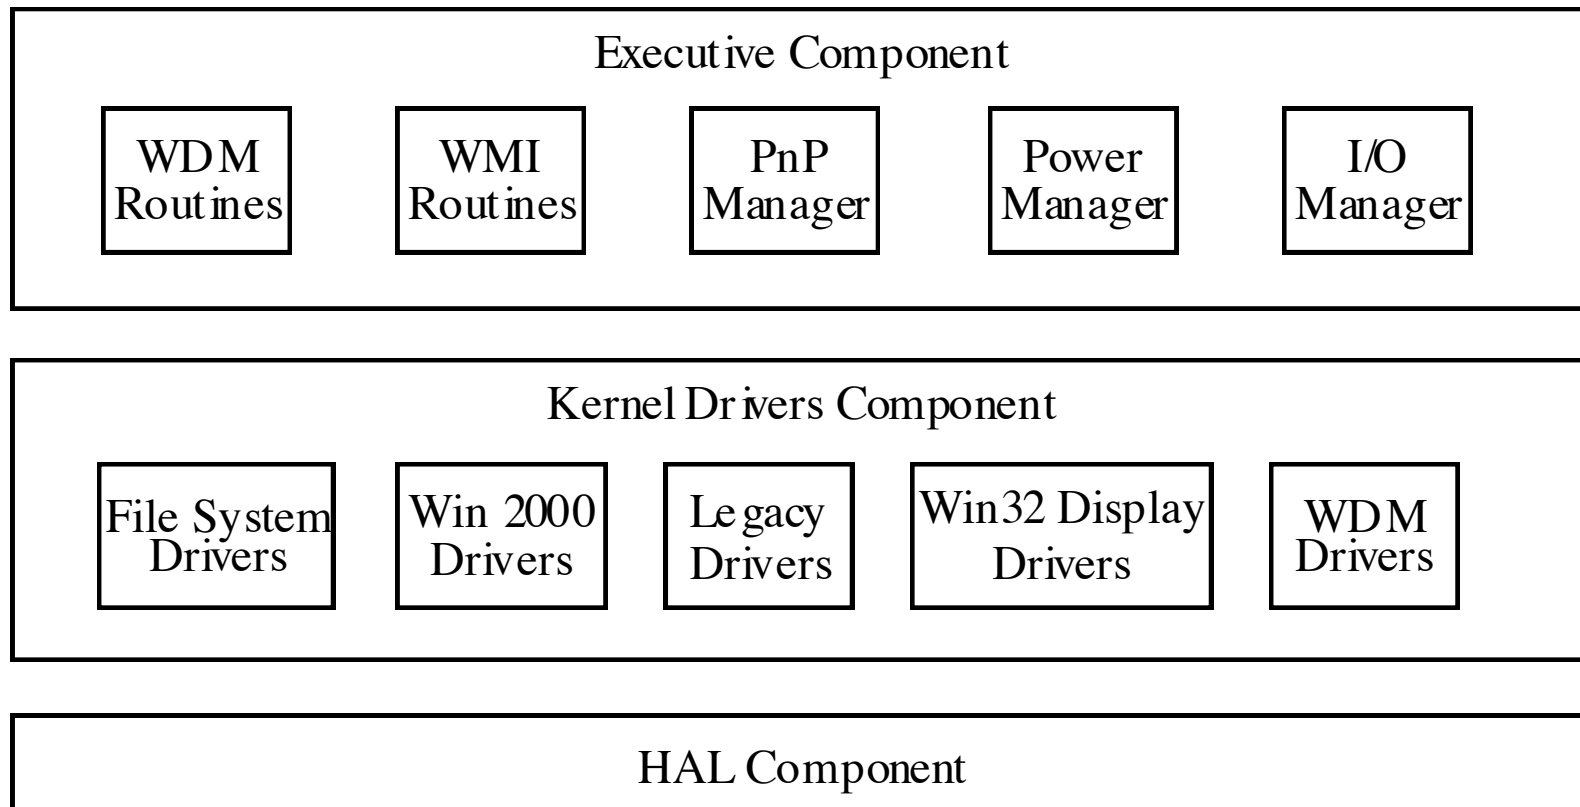 Executive Component
WDM
Routines
WMI
Routines
PnP
Manager
Power
Manager
I/O
Manager
Kernel Drivers Component
File System
Drivers
Win 2000
Drivers
Legacy
Drivers
Win32 Display
Drivers
WDM
Drivers
HAL Component